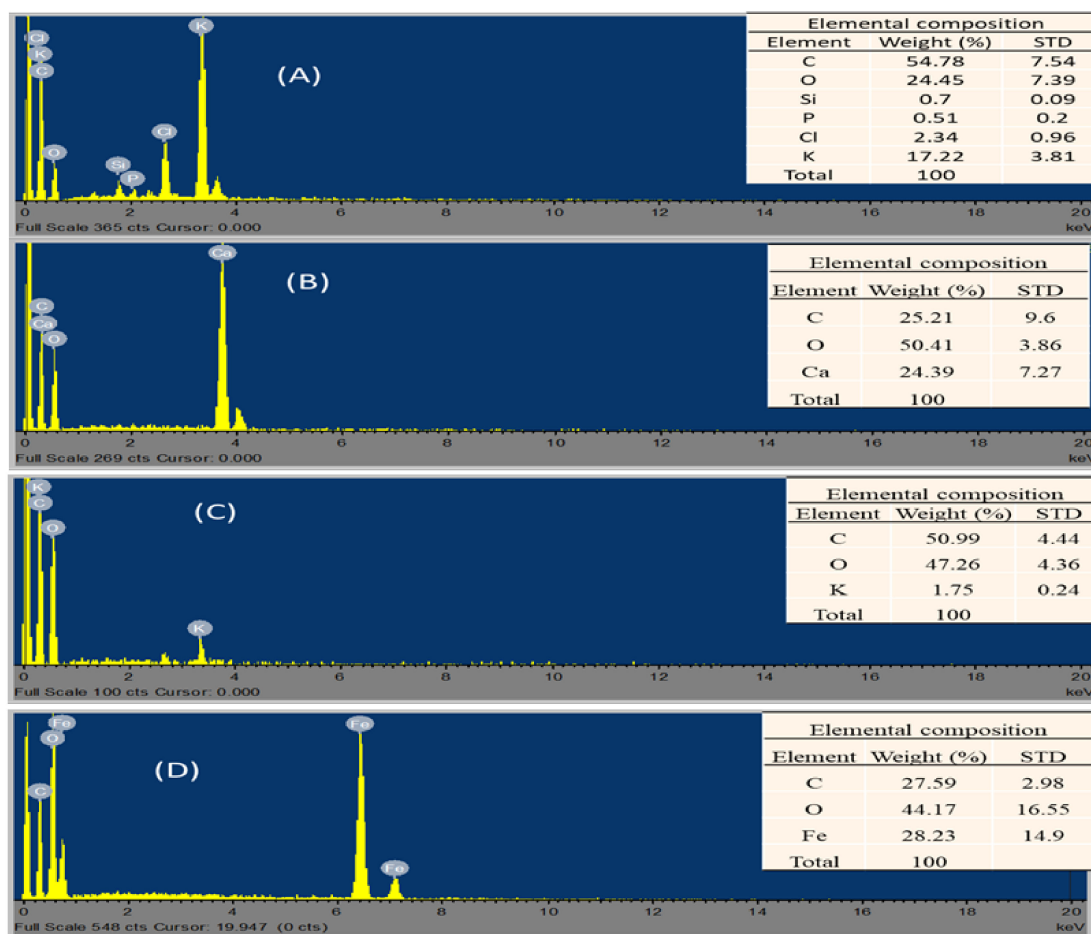 Elemental composition
Element Weight (%) STD
C 54.78 7.54
O 24.45 7.39
Si 0.7 0.09
P 0.51 0.2
Cl 2.34 0.96
K 17.22 3.81
Total 100
(A)
Cl
K
C
O
Si
P
Cl
K
0 2 4 6 8 10 12 14 16 18 20
Full Scale 365 cts Cursor: 0.000 keV
Elemental composition
Element Weight (%) STD
C 25.21 9.6
O 50.41 3.86
Ca 24.39 7.27
Total 100
(B)
C
Ca
O
Ca
0 2 4 6 8 10 12 14 16 18 20
Full Scale 269 cts Cursor: 0.000 keV
Elemental composition
Element Weight (%) STD
C 50.99 4.44
O 47.26 4.36
K 1.75 0.24
Total 100
(C)
K
C
O
K
0 2 4 6 8 10 12 14 16 18 20
Full Scale 100 cts Cursor: 0.000 keV
Elemental composition
Element Weight (%) STD
C 27.59 2.98
O 44.17 16.55
Fe 28.23 14.9
Total 100
(D)
Fe
O
C
Fe
Fe
0 2 4 6 8 10 12 14 16 18 20
Full Scale 548 cts Cursor: 19.947 (0 cts) keV